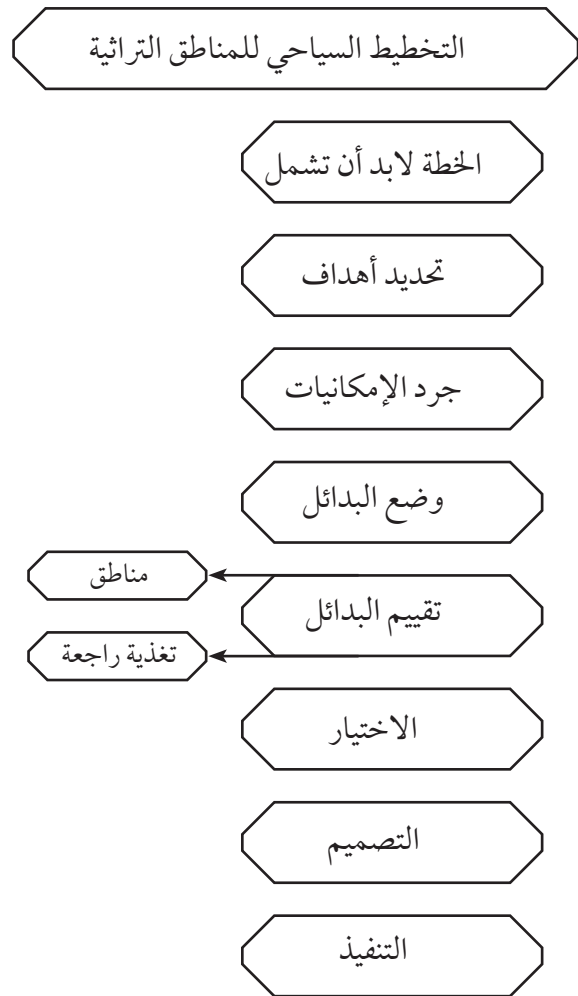 التخطيط السياحي للمناطق التراثية
الخطة لابد أن تشمل
تحديد أهداف
جرد الإمكانيات
وضع البدائل
مناطق
تقييم البدائل
تغذية راجعة
الاختيار
التصميم
التنفيذ